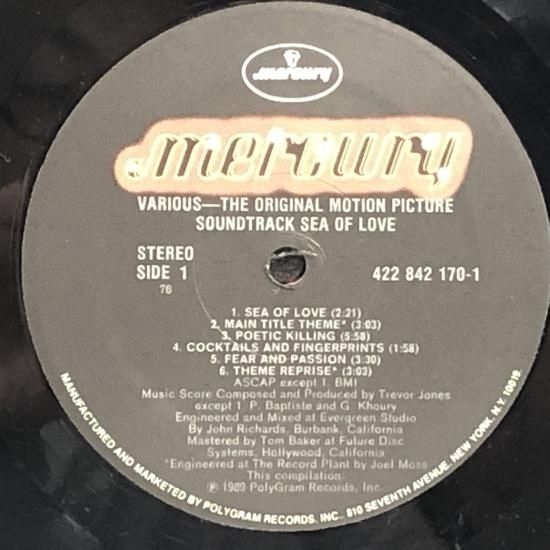 mercury
mercury
VARIOUS—THE ORIGINAL MOTION PICTURE
SOUNDTRACK SEA OF LOVE
STEREO
SIDE 1
76
422 842 170-1
1. SEA OF LOVE (2:21)
2. MAIN TITLE THEME* (3:03)
3. POETIC KILLING (5:58)
4. COCKTAILS AND FINGERPRINTS (1:58)
5. FEAR AND PASSION (3:30)
6. THEME REPRISE* (3:03)
ASCAP except 1. BMI
Music Score Composed and Produced by Trevor Jones
except 1. P. Baptiste and G. Khoury
Engineered and Mixed at Evergreen Studio
By John Richards, Burbank, California
Mastered by Tom Baker at Future Disc
Systems, Hollywood, California
*Engineered at The Record Plant by Joel Moss
This compilation:
℗ 1989 PolyGram Records, Inc.
MANUFACTURED AND MARKETED BY POLYGRAM RECORDS, INC. 810 SEVENTH AVENUE, NEW YORK, N.Y. 10019.